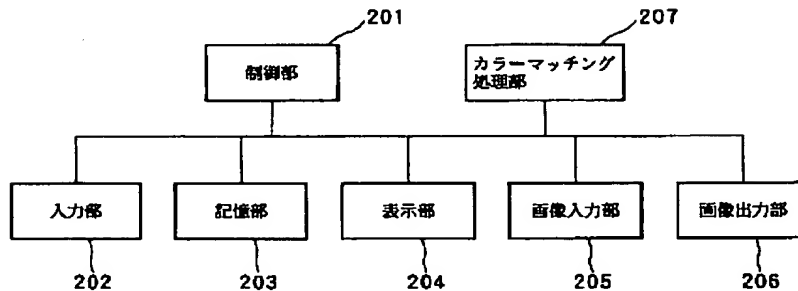 201
207
制御部
カラーマッチング
処理部
入力部
記憶部
表示部
画像入力部
画像出力部
202
203
204
205
206